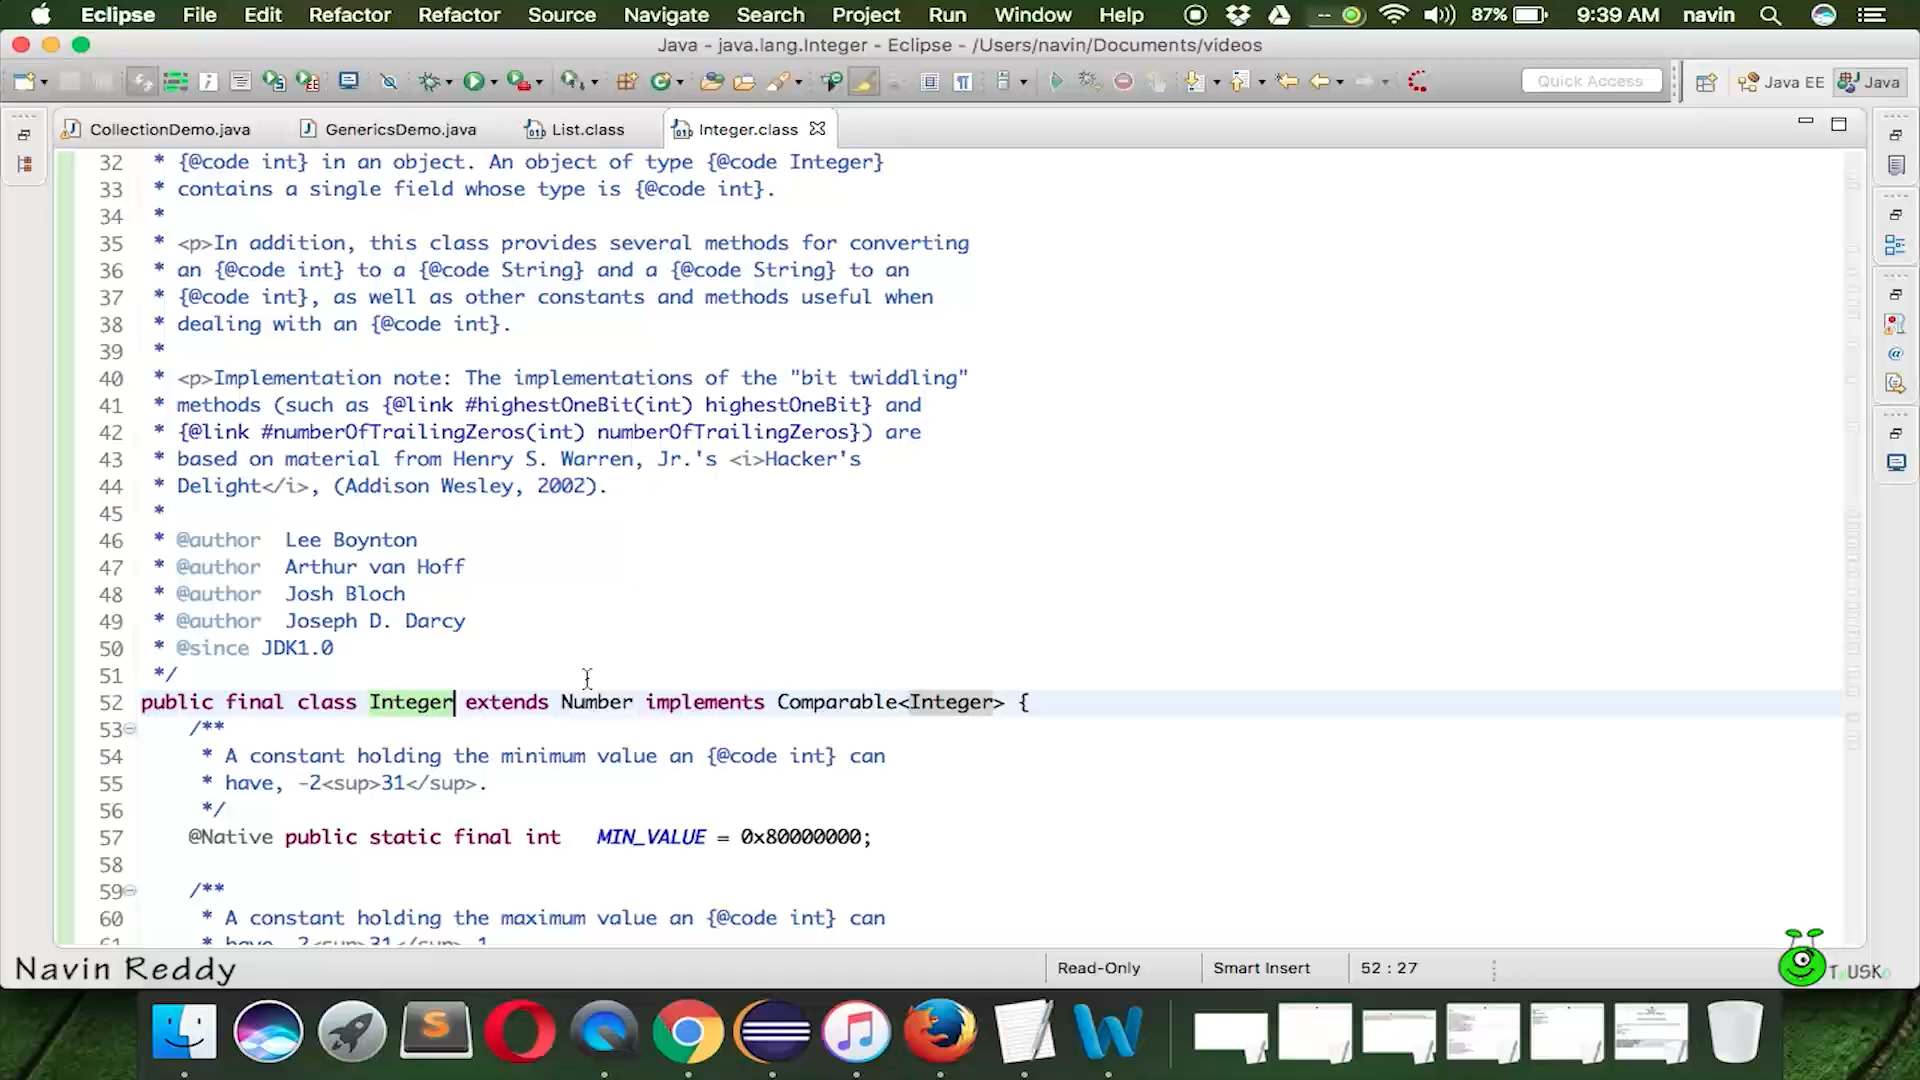 Eclipse File Edit Refactor Refactor Source Navigate Search Project Run Window Help -- 87% 9:39 AM navin
Java - java.lang.Integer - Eclipse - /Users/navin/Documents/videos
Quick Access Java EE Java
CollectionDemo.java GenericsDemo.java List.class Integer.class
32 * {@code int} in an object. An object of type {@code Integer}
33 * contains a single field whose type is {@code int}.
34 *
35 * <p>In addition, this class provides several methods for converting
36 * an {@code int} to a {@code String} and a {@code String} to an
37 * {@code int}, as well as other constants and methods useful when
38 * dealing with an {@code int}.
39 *
40 * <p>Implementation note: The implementations of the "bit twiddling"
41 * methods (such as {@link #highestOneBit(int) highestOneBit} and
42 * {@link #numberOfTrailingZeros(int) numberOfTrailingZeros}) are
43 * based on material from Henry S. Warren, Jr.'s <i>Hacker's
44 * Delight</i>, (Addison Wesley, 2002).
45 *
46 * @author  Lee Boynton
47 * @author  Arthur van Hoff
48 * @author  Josh Bloch
49 * @author  Joseph D. Darcy
50 * @since JDK1.0
51 */
52 public final class Integer extends Number implements Comparable<Integer> {
53 /**
54 * A constant holding the minimum value an {@code int} can
55 * have, -2<sup>31</sup>.
56 */
57 @Native public static final int   MIN_VALUE = 0x80000000;
58
59 /**
60 * A constant holding the maximum value an {@code int} can
61 * have, 2<sup>31</sup>-1.
Navin Reddy Read-Only Smart Insert 52 : 27